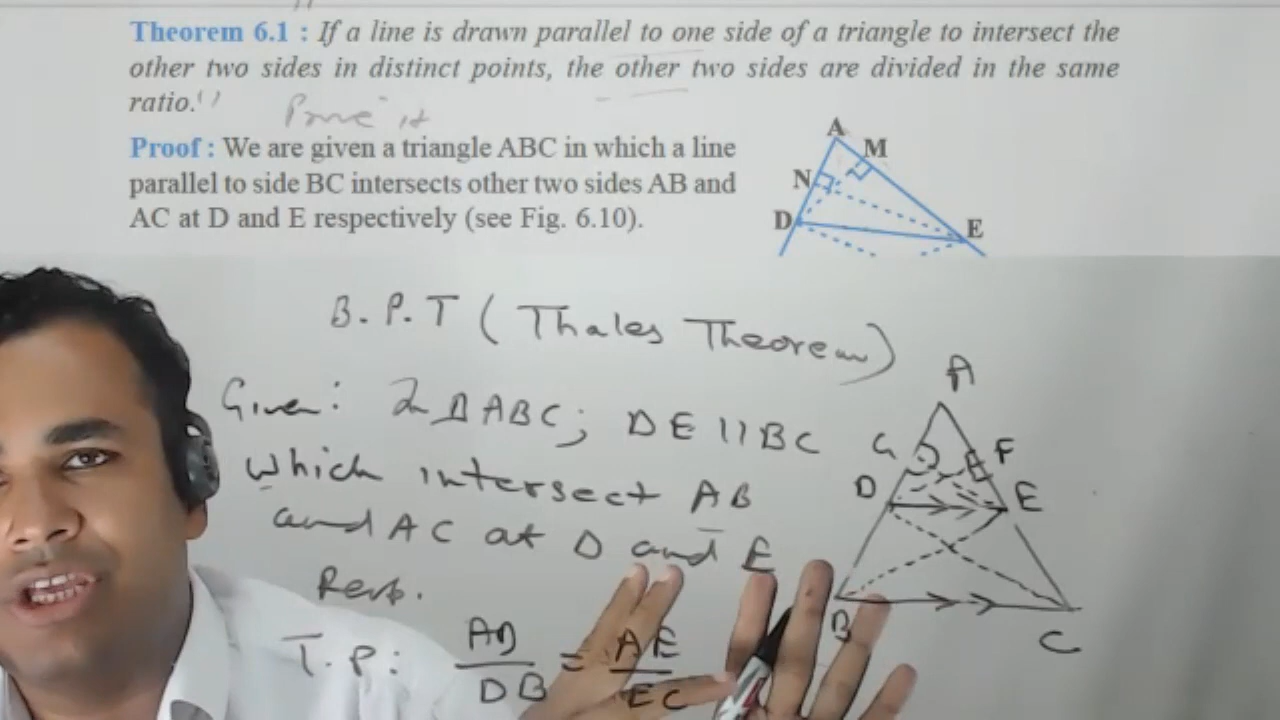 Theorem 6.1 : If a line is drawn parallel to one side of a triangle to intersect the
other two sides in distinct points, the other two sides are divided in the same
ratio.
Prove it
Proof : We are given a triangle ABC in which a line
parallel to side BC intersects other two sides AB and
AC at D and E respectively (see Fig. 6.10).
A
M
N
D
E
B.P.T (Thales Theorem)
Given: In ΔABC; DE || BC
which intersect AB
and AC at D and E
Resp.
T.P: AD/DB = AE/EC
A
G
F
D
E
B
C